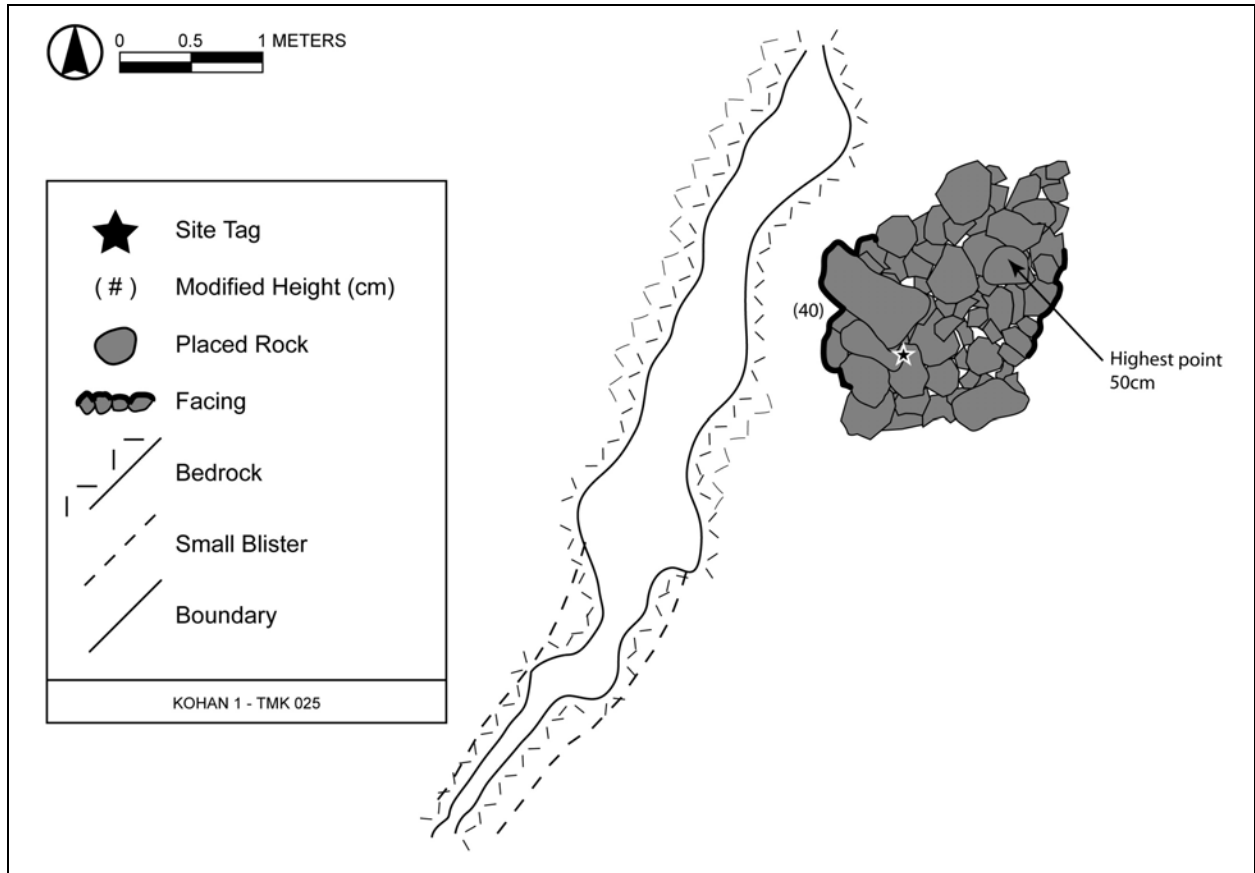 0 0.5 1 METERS
Site Tag
( # ) Modified Height (cm)
Placed Rock
Facing
Bedrock
Small Blister
Boundary
KOHAN 1 - TMK 025
(40)
Highest point
50cm